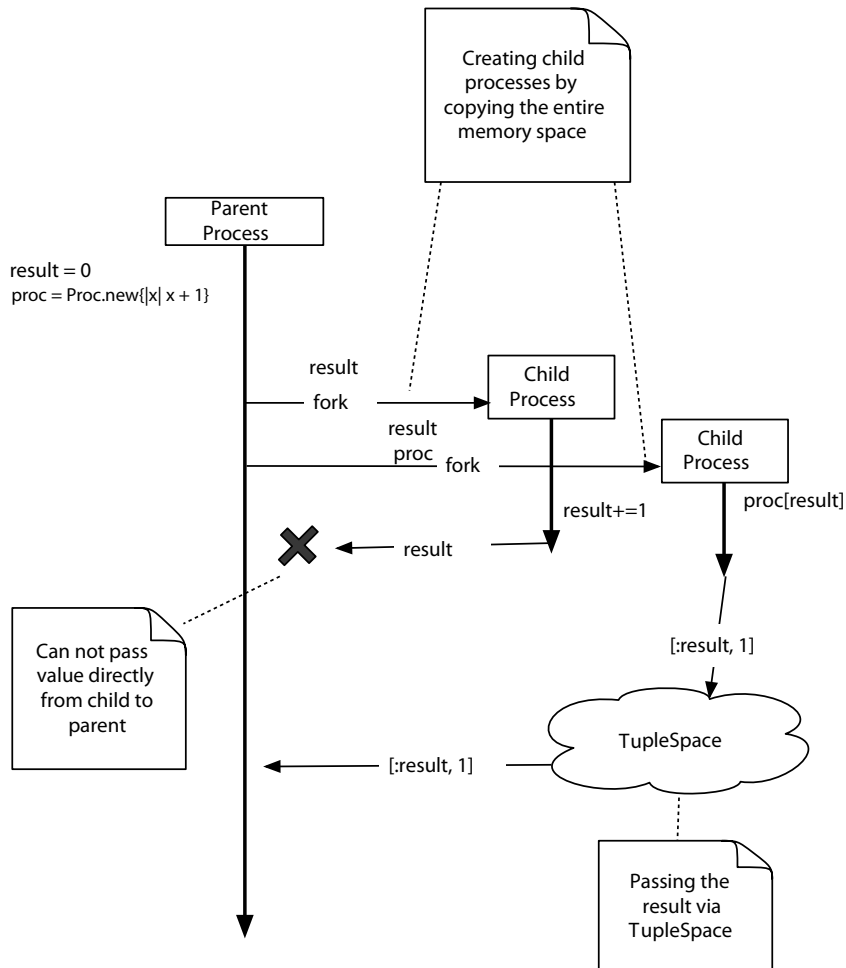 Creating child
processes by
copying the entire
memory space
Parent
Process
result = 0
proc = Proc.new{|x| x + 1}
result
fork
Child
Process
result
proc
fork
Child
Process
result+=1
proc[result]
result
Can not pass
value directly
from child to
parent
[:result, 1]
TupleSpace
[:result, 1]
Passing the
result via
TupleSpace